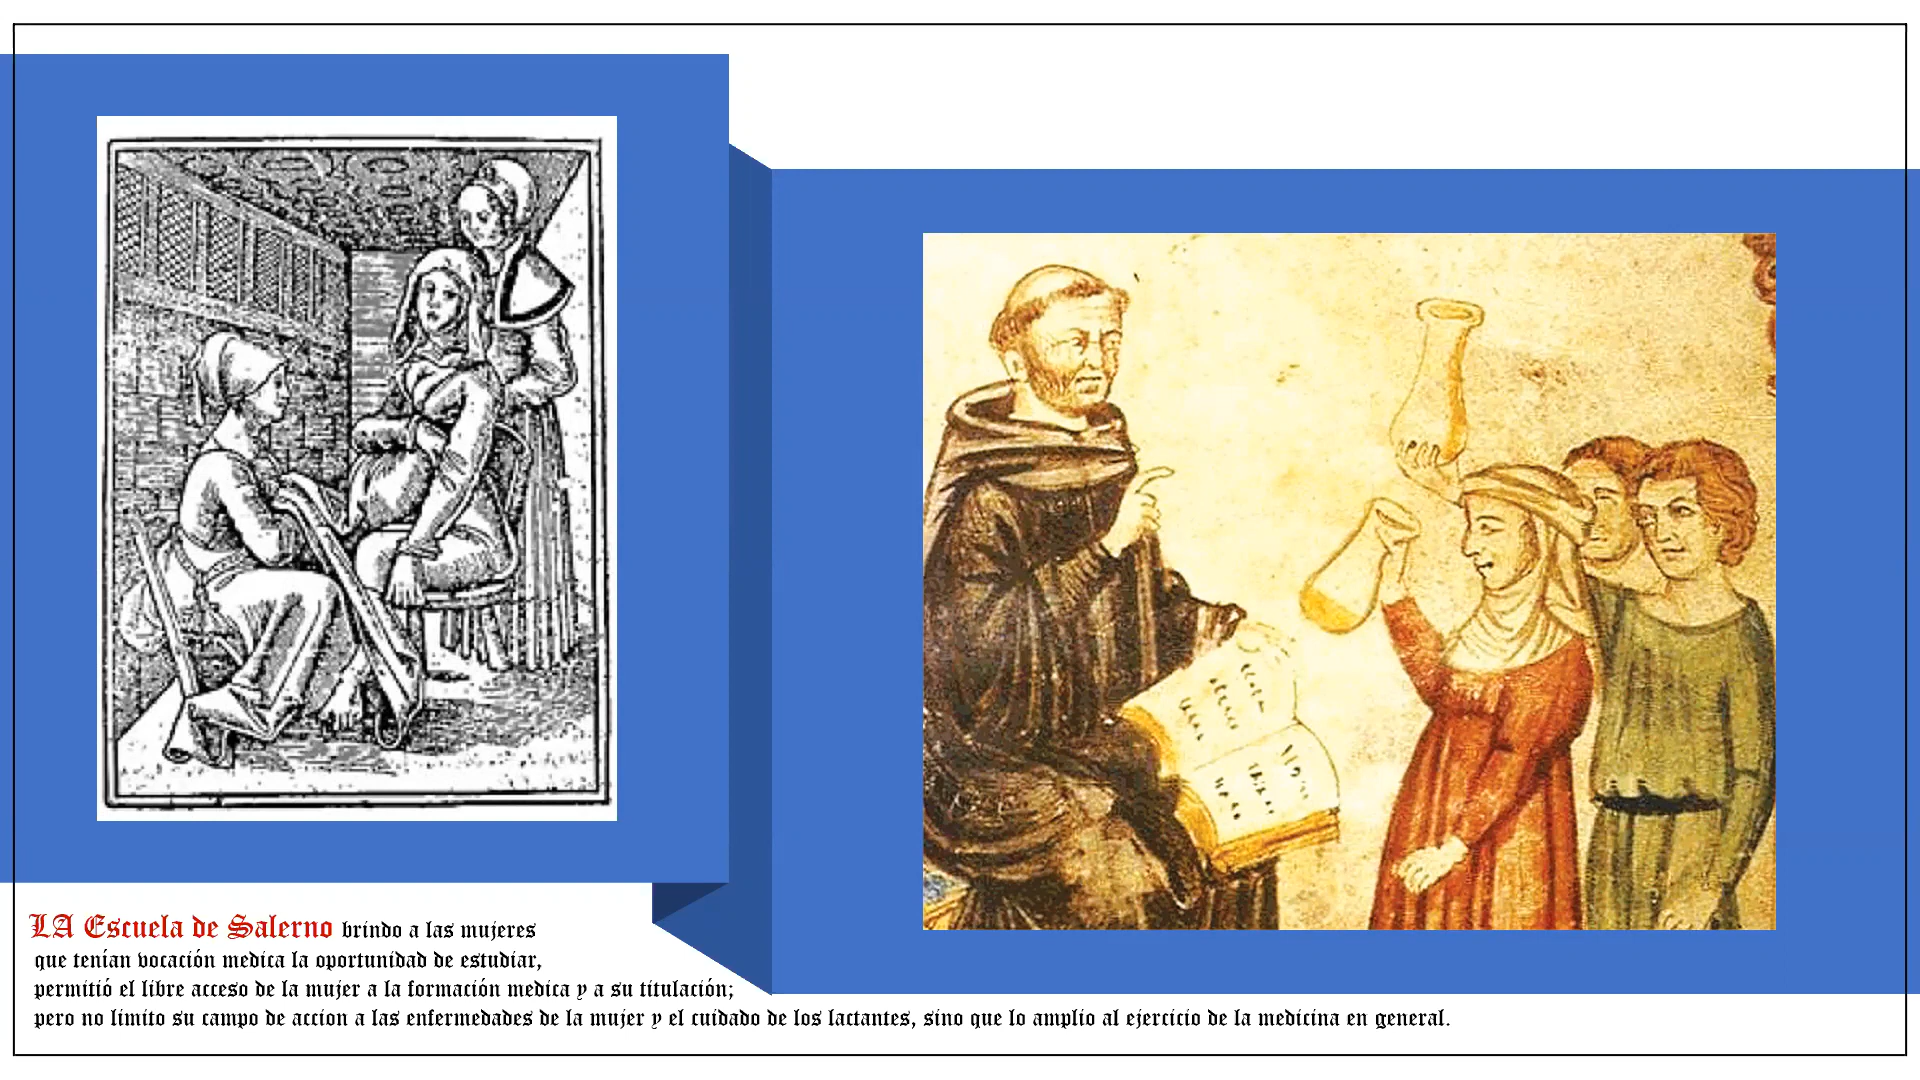 LA Escuela de Salerno brindo a las mujeres
que tenían vocación medica la oportunidad de estudiar,
permitió el libre acceso de la mujer a la formación medica y a su titulación;
pero no limito su campo de accion a las enfermedades de la mujer y el cuidado de los lactantes, sino que lo amplio al ejercicio de la medicina en general.